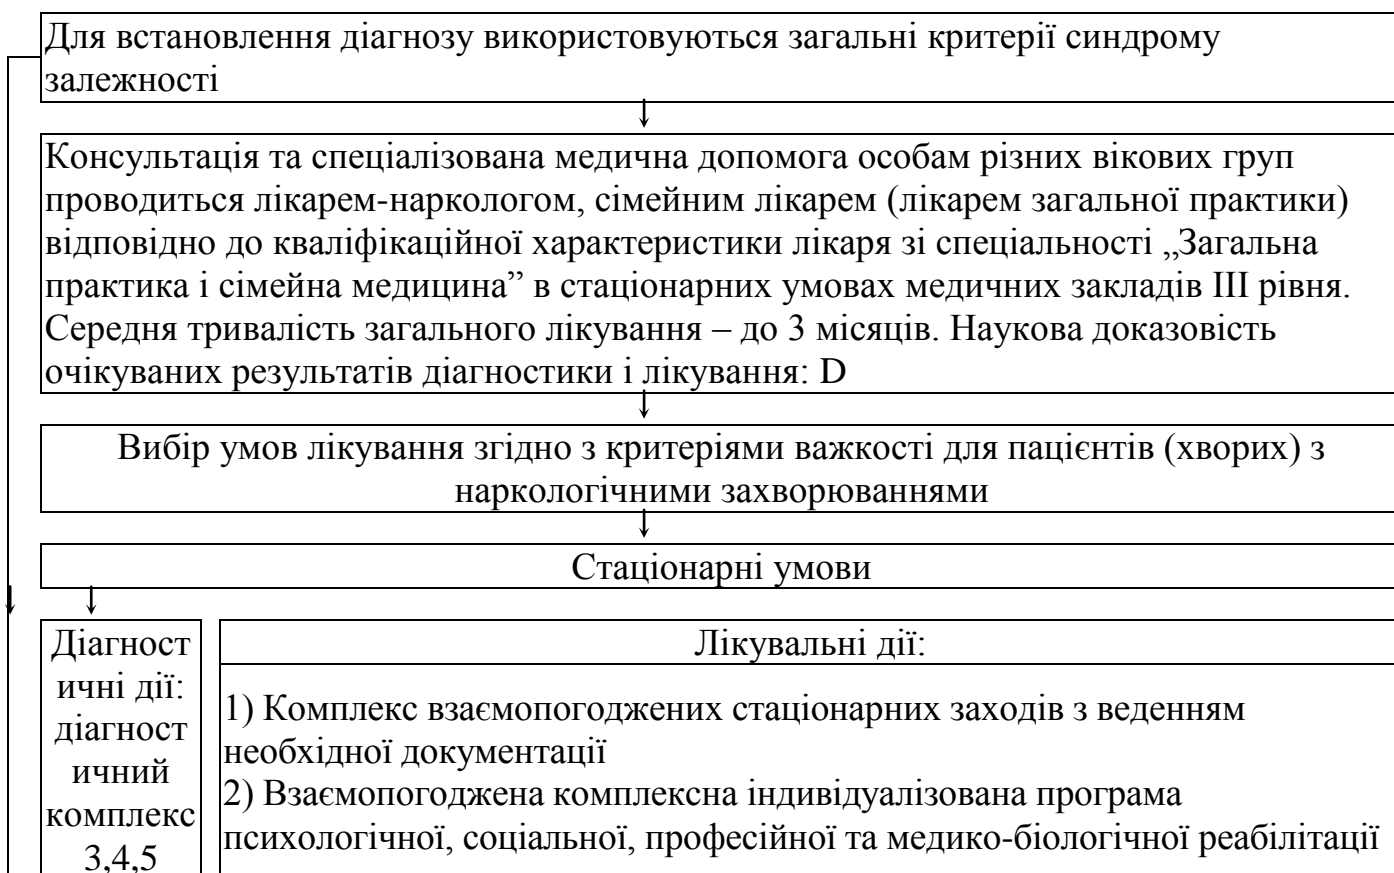 Для встановлення діагнозу використовуються загальні критерії синдрому
залежності
Консультація та спеціалізована медична допомога особам різних вікових груп
проводиться лікарем-наркологом, сімейним лікарем (лікарем загальної практики)
відповідно до кваліфікаційної характеристики лікаря зі спеціальності „Загальна
практика і сімейна медицина” в стаціонарних умовах медичних закладів ІІІ рівня.
Середня тривалість загального лікування – до 3 місяців. Наукова доказовість
очікуваних результатів діагностики і лікування: D
Вибір умов лікування згідно з критеріями важкості для пацієнтів (хворих) з
наркологічними захворюваннями
Стаціонарні умови
Діагност
ичні дії:
діагност
ичний
комплекс
3,4,5
Лікувальні дії:
1) Комплекс взаємопогоджених стаціонарних заходів з веденням
необхідної документації
2) Взаємопогоджена комплексна індивідуалізована програма
психологічної, соціальної, професійної та медико-біологічної реабілітації